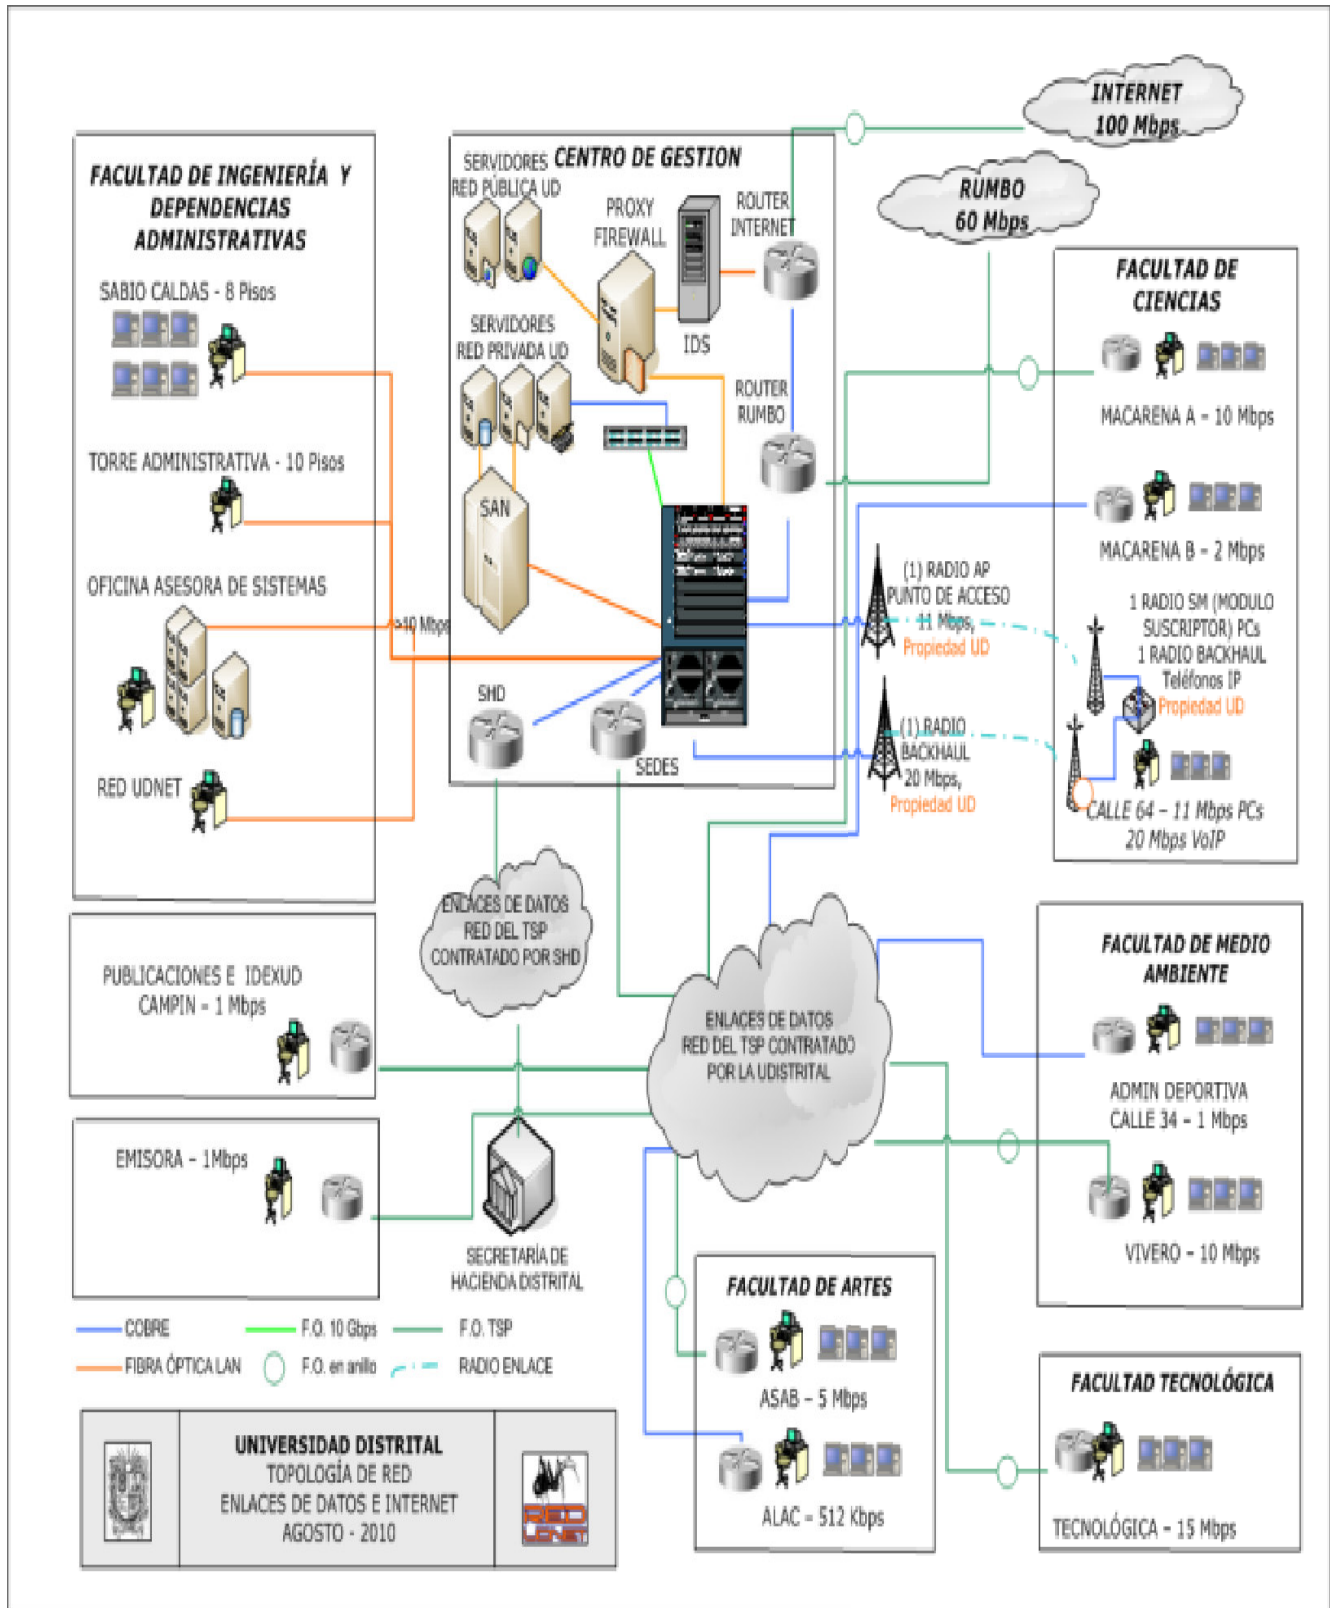 INTERNET
100 Mbps
RUMBO
60 Mbps
FACULTAD DE INGENIERÍA Y
DEPENDENCIAS
ADMINISTRATIVAS
SABIO CALDAS - 8 Pisos
TORRE ADMINISTRATIVA - 10 Pisos
OFICINA ASESORA DE SISTEMAS
>10 Mbps
RED UDNET
CENTRO DE GESTION
SERVIDORES
RED PÚBLICA UD
PROXY
FIREWALL
ROUTER
INTERNET
IDS
SERVIDORES
RED PRIVADA UD
ROUTER
RUMBO
SAN
SHD
SEDES
FACULTAD DE
CIENCIAS
MACARENA A – 10 Mbps
MACARENA B – 2 Mbps
(1) RADIO AP
PUNTO DE ACCESO
11 Mbps,
Propiedad UD
1 RADIO SM (MODULO
SUSCRIPTOR) PCs
1 RADIO BACKHAUL
Teléfonos IP
Propiedad UD
(1) RADIO
BACKHAUL
20 Mbps,
Propiedad UD
CALLE 64 – 11 Mbps PCs
20 Mbps VoIP
ENLACES DE DATOS
RED DEL TSP
CONTRATADO POR SHD
PUBLICACIONES E IDEXUD
CAMPIN – 1 Mbps
ENLACES DE DATOS
RED DEL TSP CONTRATADO
POR LA UDISTRITAL
FACULTAD DE MEDIO
AMBIENTE
ADMIN DEPORTIVA
CALLE 34 – 1 Mbps
VIVERO – 10 Mbps
EMISORA – 1Mbps
SECRETARÍA DE
HACIENDA DISTRITAL
FACULTAD DE ARTES
ASAB – 5 Mbps
ALAC – 512 Kbps
FACULTAD TECNOLÓGICA
TECNOLÓGICA – 15 Mbps
COBRE
F.O. 10 Gbps
F.O. TSP
FIBRA ÓPTICA LAN
F.O. en anillo
RADIO ENLACE
UNIVERSIDAD DISTRITAL
TOPOLOGÍA DE RED
ENLACES DE DATOS E INTERNET
AGOSTO - 2010
RED
UDNET